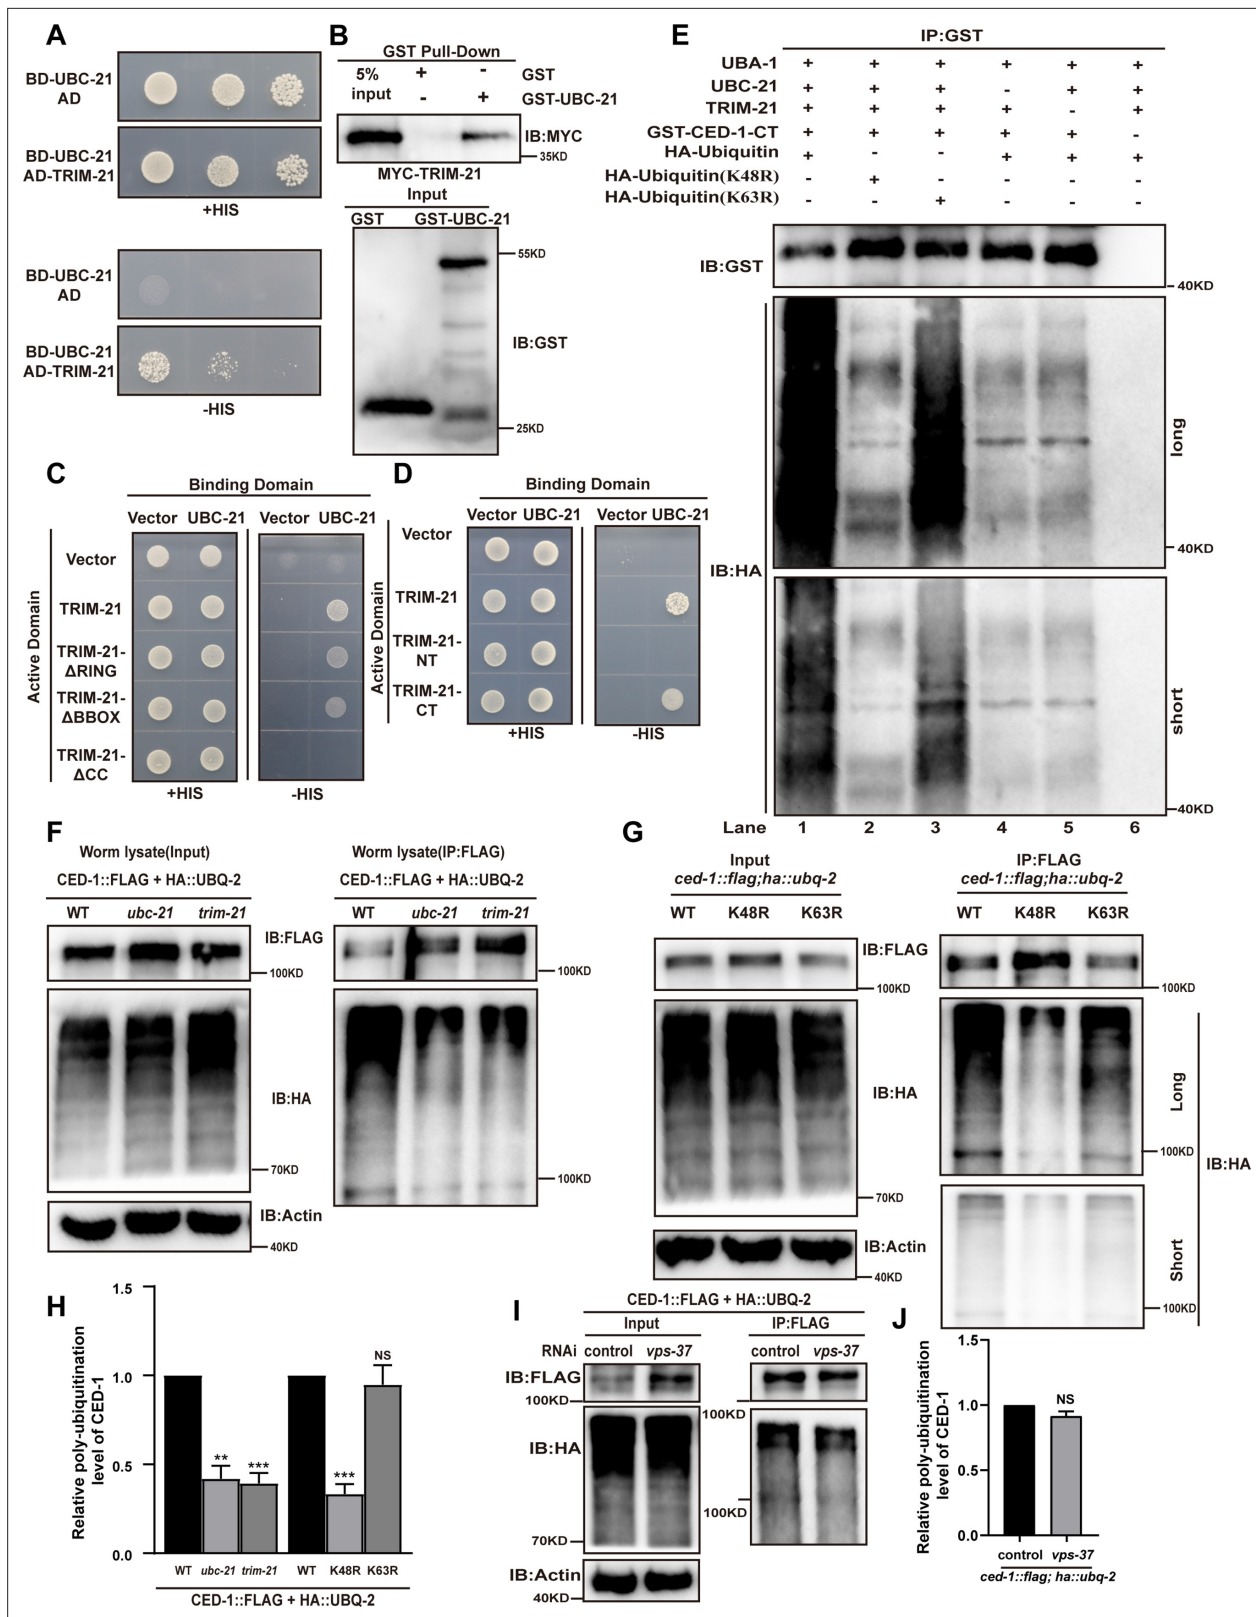 A
BD-UBC-21
AD
BD-UBC-21
AD-TRIM-21
+HIS
BD-UBC-21
AD
BD-UBC-21
AD-TRIM-21
-HIS
B
GST Pull-Down
5% input + - GST
- + GST-UBC-21
IB:MYC
35KD
MYC-TRIM-21
Input
GST GST-UBC-21
55KD
IB:GST
25KD
C
Binding Domain
Vector UBC-21 Vector UBC-21
Active Domain
Vector
TRIM-21
TRIM-21-
ΔRING
TRIM-21-
ΔBBOX
TRIM-21-
ΔCC
+HIS -HIS
D
Binding Domain
Vector UBC-21 Vector UBC-21
Active Domain
Vector
TRIM-21
TRIM-21-
NT
TRIM-21-
CT
+HIS -HIS
E
IP:GST
UBA-1 + + + + + +
UBC-21 + + + - + +
TRIM-21 + + + + - +
GST-CED-1-CT + + + + + -
HA-Ubiquitin + - - + + +
HA-Ubiquitin(K48R) - + - - - -
HA-Ubiquitin(K63R) - - + - - -
IB:GST
40KD
IB:HA
long
40KD
short
40KD
Lane 1 2 3 4 5 6
F
Worm lysate(Input) Worm lysate(IP:FLAG)
CED-1::FLAG + HA::UBQ-2 CED-1::FLAG + HA::UBQ-2
WT ubc-21 trim-21 WT ubc-21 trim-21
IB:FLAG
100KD 100KD
IB:HA
70KD 100KD
IB:Actin
40KD
G
Input IP:FLAG
ced-1::flag;ha::ubq-2 ced-1::flag;ha::ubq-2
WT K48R K63R WT K48R K63R
IB:FLAG
100KD 100KD
IB:HA
70KD
Long
100KD
IB:HA
Short
100KD
IB:Actin
40KD
H
Relative poly-ubiquitination
level of CED-1
1.5
1.0
0.5
0.0
** *** *** NS
WT ubc-21 trim-21 WT K48R K63R
CED-1::FLAG + HA::UBQ-2
I
CED-1::FLAG + HA::UBQ-2
Input IP:FLAG
RNAi control vps-37 control vps-37
IB:FLAG
100KD 100KD
IB:HA
100KD
70KD
IB:Actin
40KD
J
Relative poly-ubiquitination
level of CED-1
1.5
1.0
0.5
0.0
NS
control vps-37
ced-1::flag; ha::ubq-2